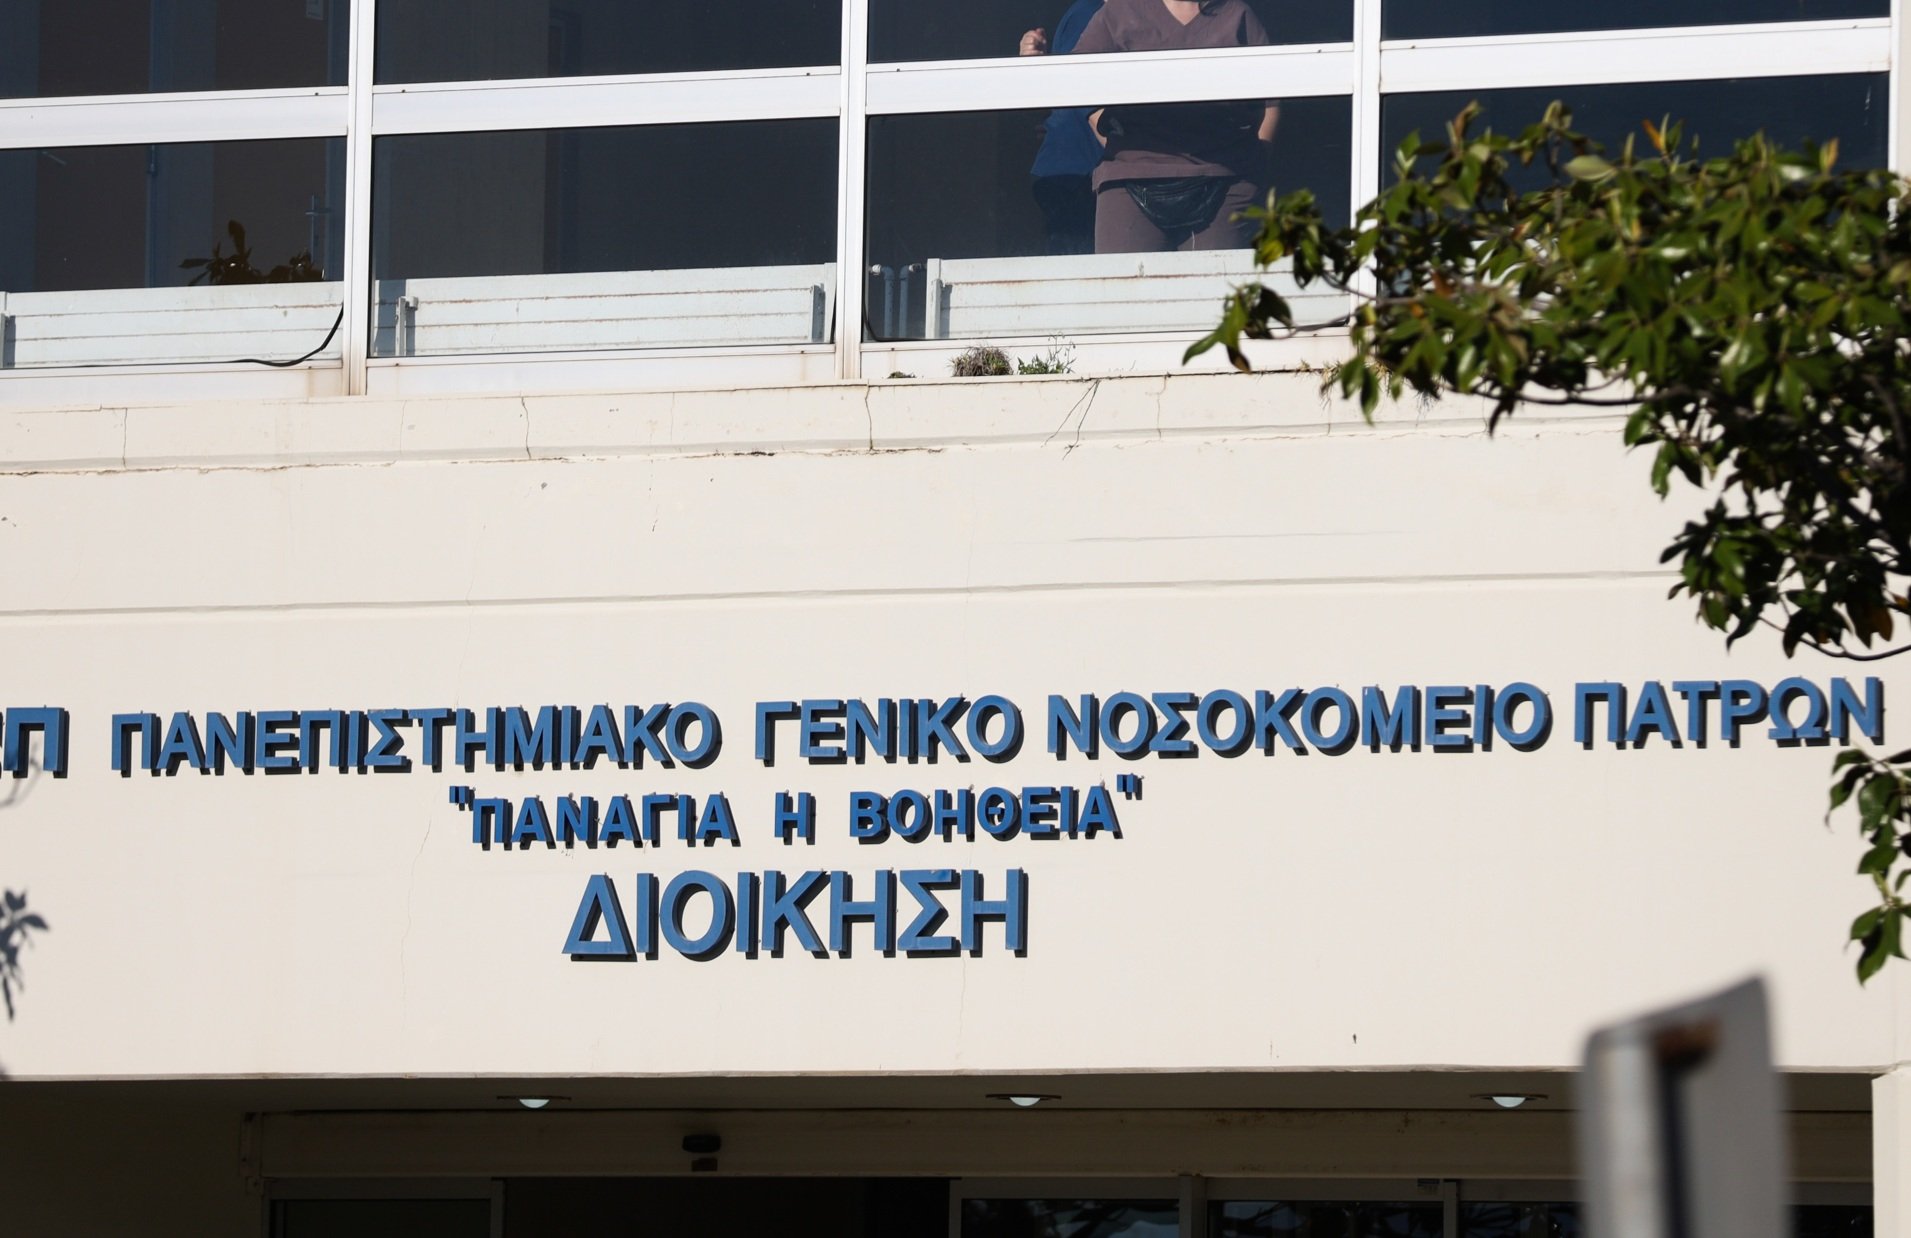 ΠΑΝΕΠΙΣΤΗΜΙΑΚΟ ΓΕΝΙΚΟ ΝΟΣΟΚΟΜΕΙΟ ΠΑΤΡΩΝ
"ΠΑΝΑΓΙΑ Η ΒΟΗΘΕΙΑ"
ΔΙΟΙΚΗΣΗ